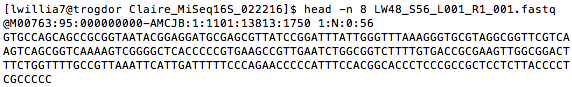 [lwillia7@trogdor Claire_MiSeq16S_022216]$ head -n 8 LW48_S56_L001_R1_001.fastq
@M00763:95:000000000-AMCJB:1:1101:13813:1750 1:N:0:56
GTGCCAGCAGCCGCGGTAATACGGAGGATGCGAGCGTTATCCGGATTTATTGGGTTTAAAGGGTGCGTAGGCGGTTCGTCA
AGTCAGCGGTCAAAAGTCGGGGCTCACCCCCGTGAAGCCGTTGAATCTGGCGTCTTTTGTGACGCGAAGTTGGCGGACT
TTCTGGTTTTGCCGTTAAATTCATTGATTTTTCCCAGAACCCCCATTTCCACGGCACCCTCCCGCCGCTCCTCTTACCCCT
CGCCCCC